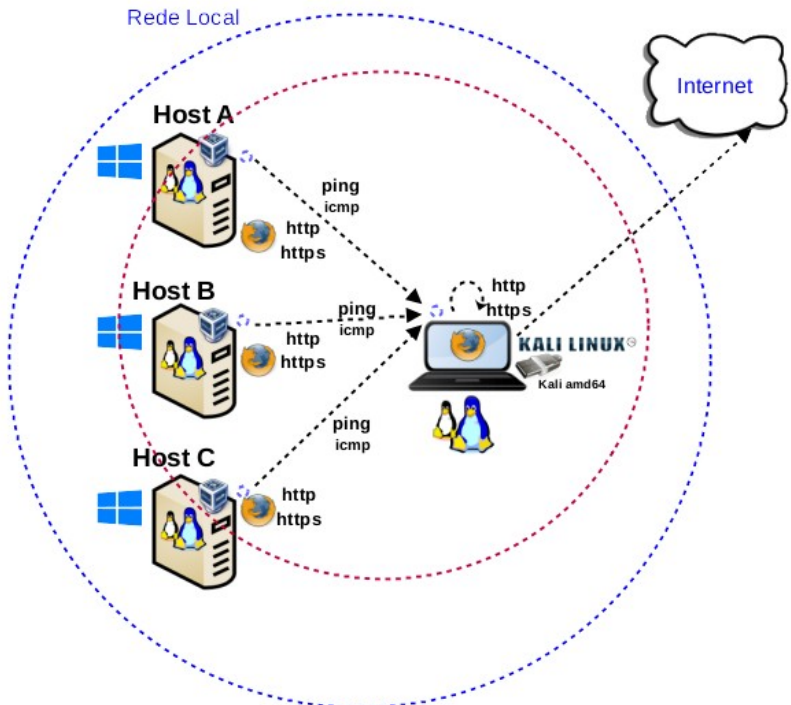 Rede Local
Internet
Host A
ping
icmp
http
https
Host B
ping
icmp
http
https
http
https
KALI LINUX
Kali amd64
ping
icmp
Host C
http
https